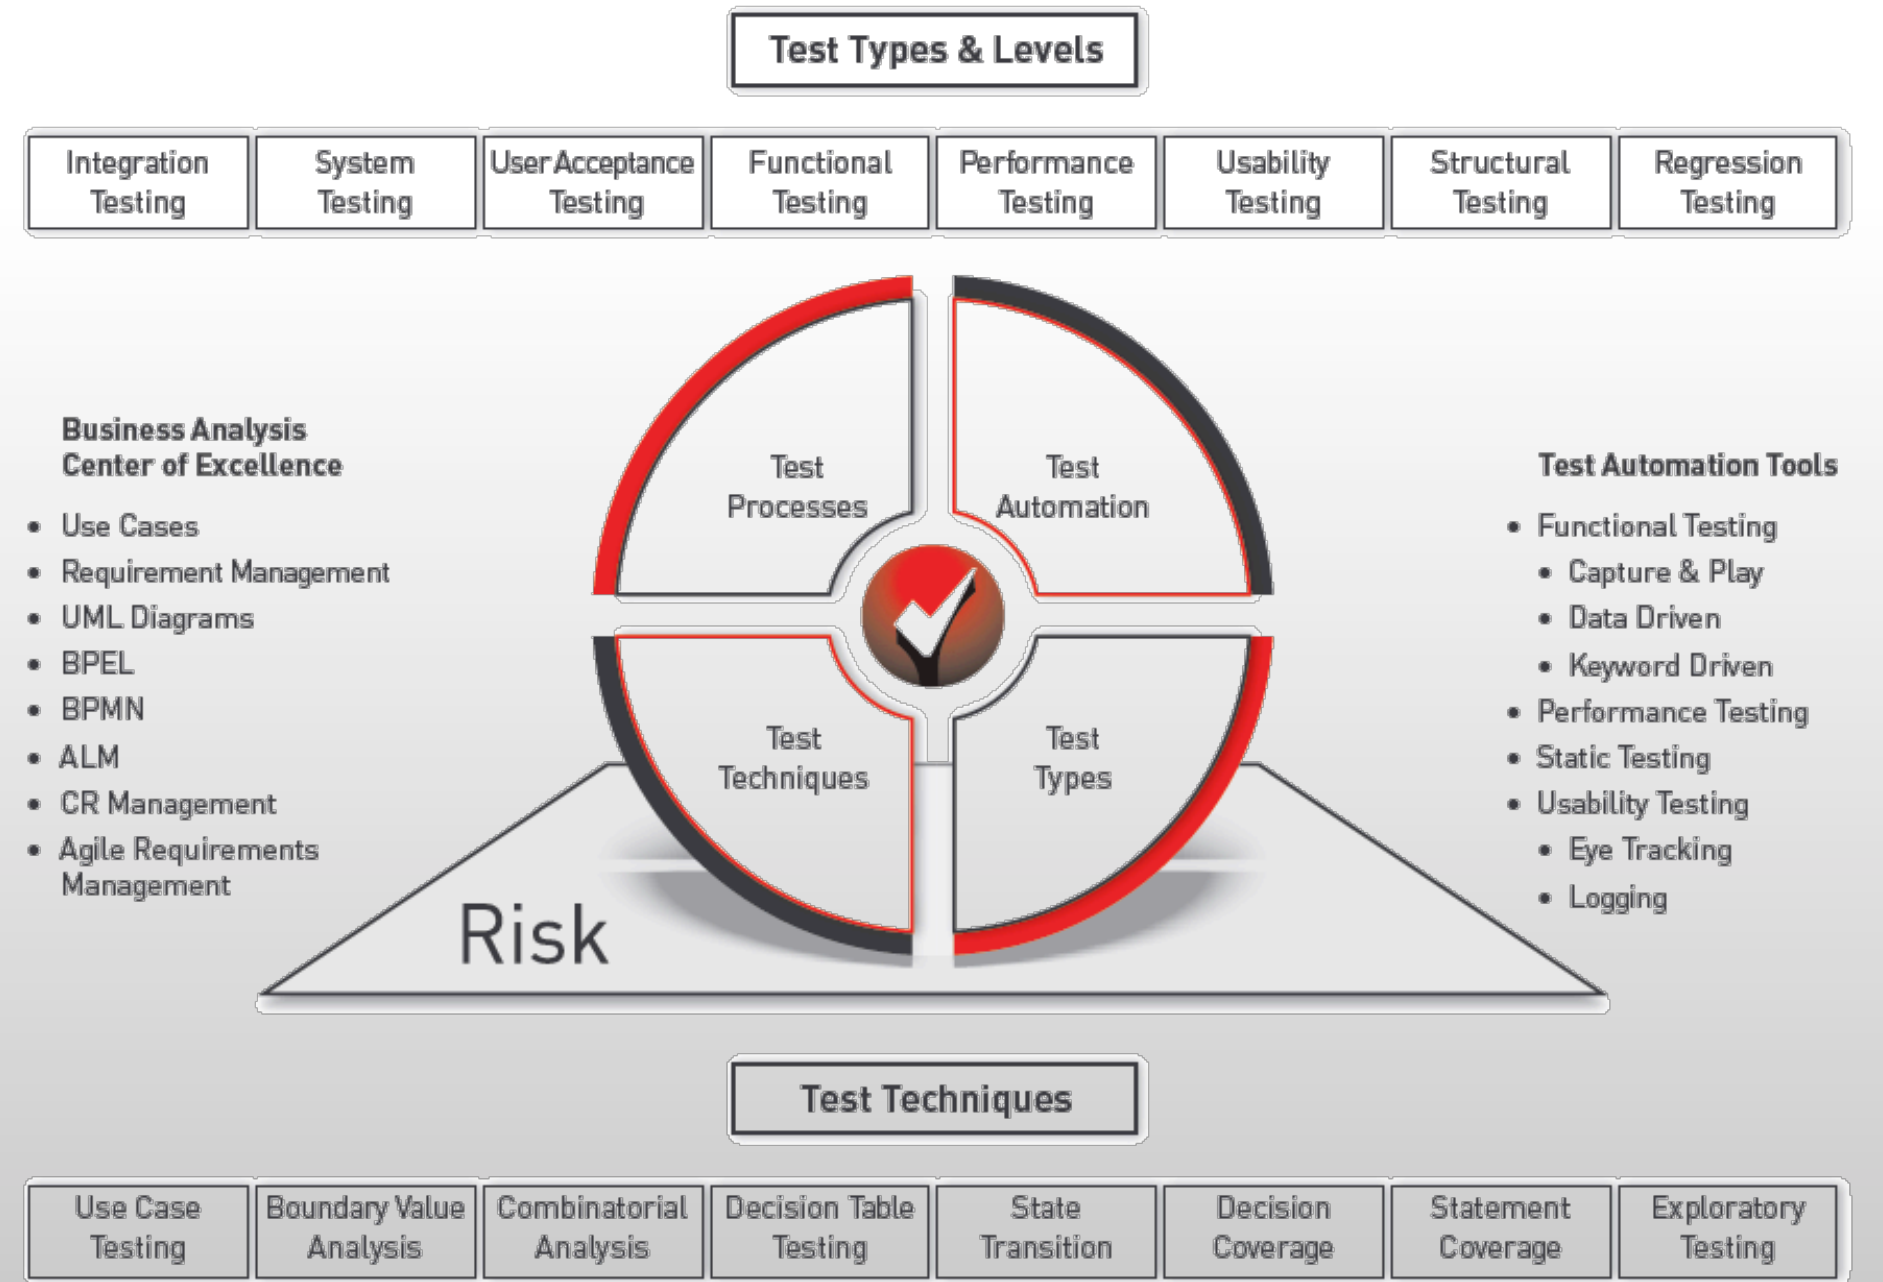 Test Types & Levels
Integration
Testing
System
Testing
User Acceptance
Testing
Functional
Testing
Performance
Testing
Usability
Testing
Structural
Testing
Regression
Testing
Business Analysis
Center of Excellence
• Use Cases
• Requirement Management
• UML Diagrams
• BPEL
• BPMN
• ALM
• CR Management
• Agile Requirements
Management
Test
Processes
Test
Automation
Test
Techniques
Test
Types
Risk
Test Automation Tools
• Functional Testing
• Capture & Play
• Data Driven
• Keyword Driven
• Performance Testing
• Static Testing
• Usability Testing
• Eye Tracking
• Logging
Test Techniques
Use Case
Testing
Boundary Value
Analysis
Combinatorial
Analysis
Decision Table
Testing
State
Transition
Decision
Coverage
Statement
Coverage
Exploratory
Testing